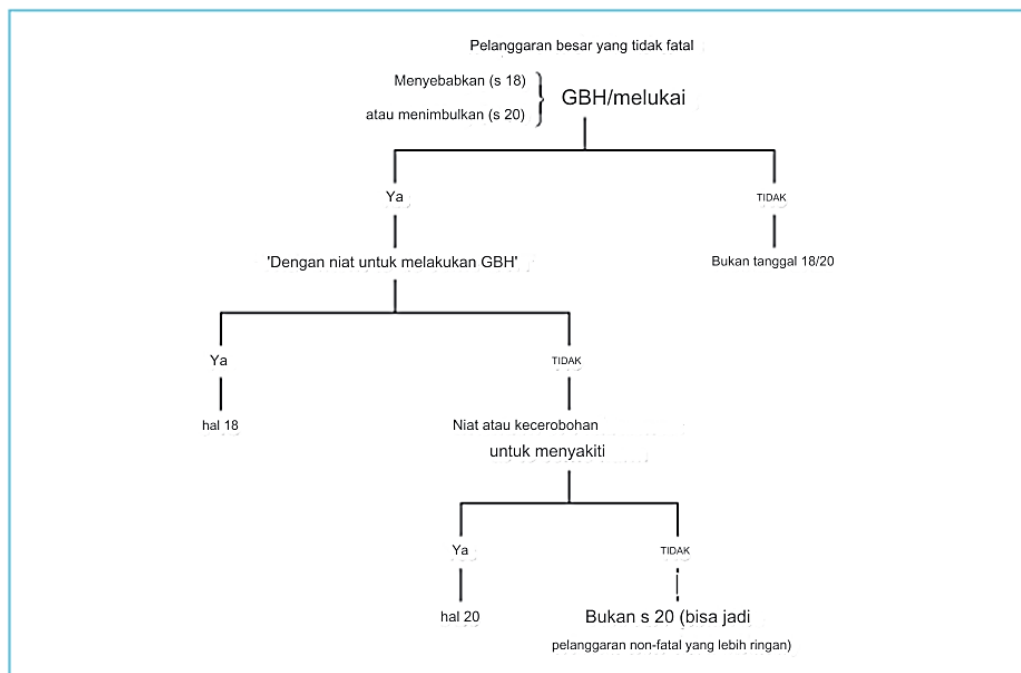 Pelanggaran besar yang tidak fatal
Menyebabkan (s 18)
atau menimbulkan (s 20)
GBH/melukai
Ya
TIDAK
'Dengan niat untuk melakukan GBH'
Bukan tanggal 18/20
Ya
TIDAK
hal 18
Niat atau kecerobohan
untuk menyakiti
Ya
TIDAK
hal 20
Bukan s 20 (bisa jadi
pelanggaran non-fatal yang lebih ringan)